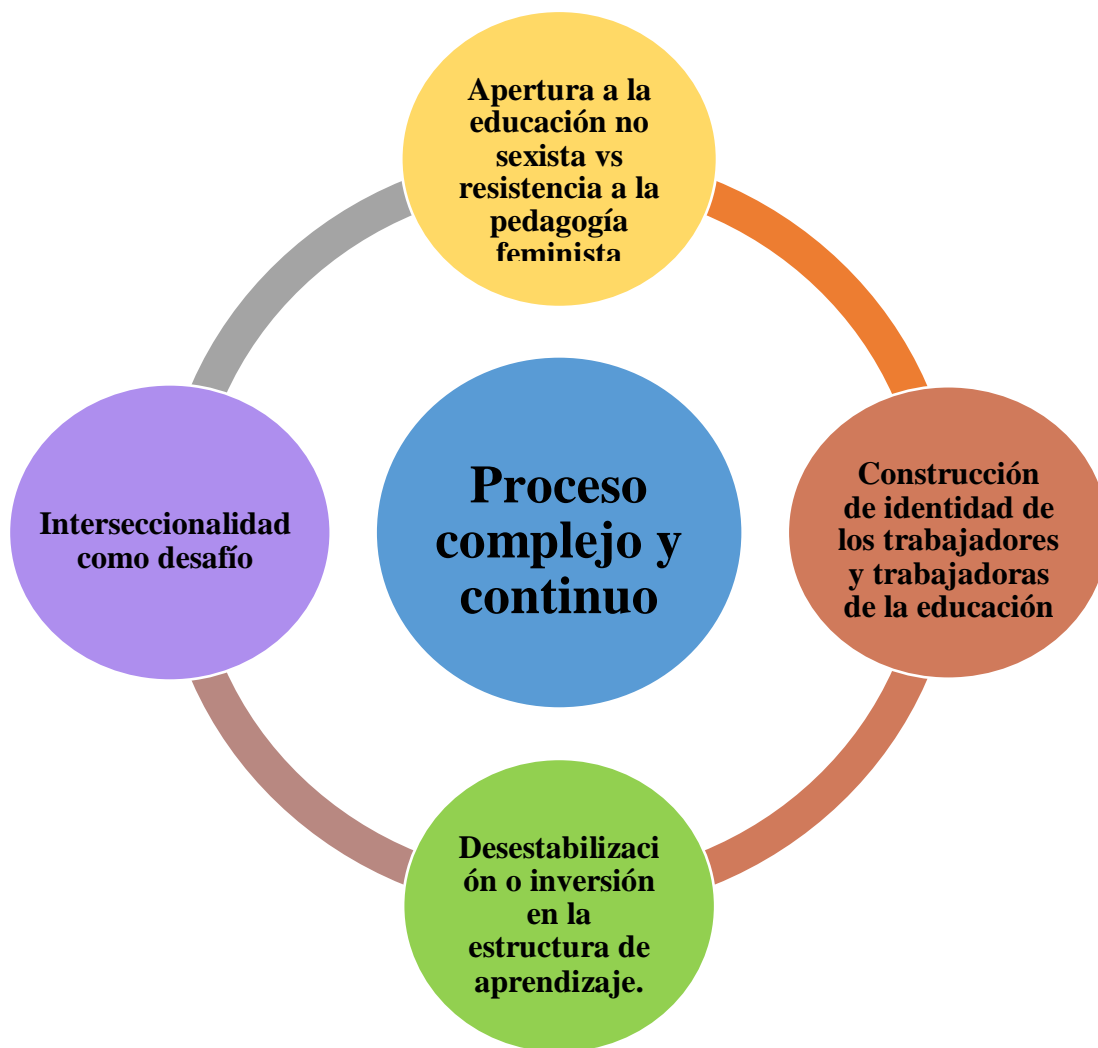 Apertura a la
educación no
sexista vs
resistencia a la
pedagogía
feminista
Proceso
complejo y
continuo
Construcción
de identidad de
los trabajadores
y trabajadoras
de la educación
Interseccionalidad
como desafío
Desestabilizaci
ón o inversión
en la
estructura de
aprendizaje.